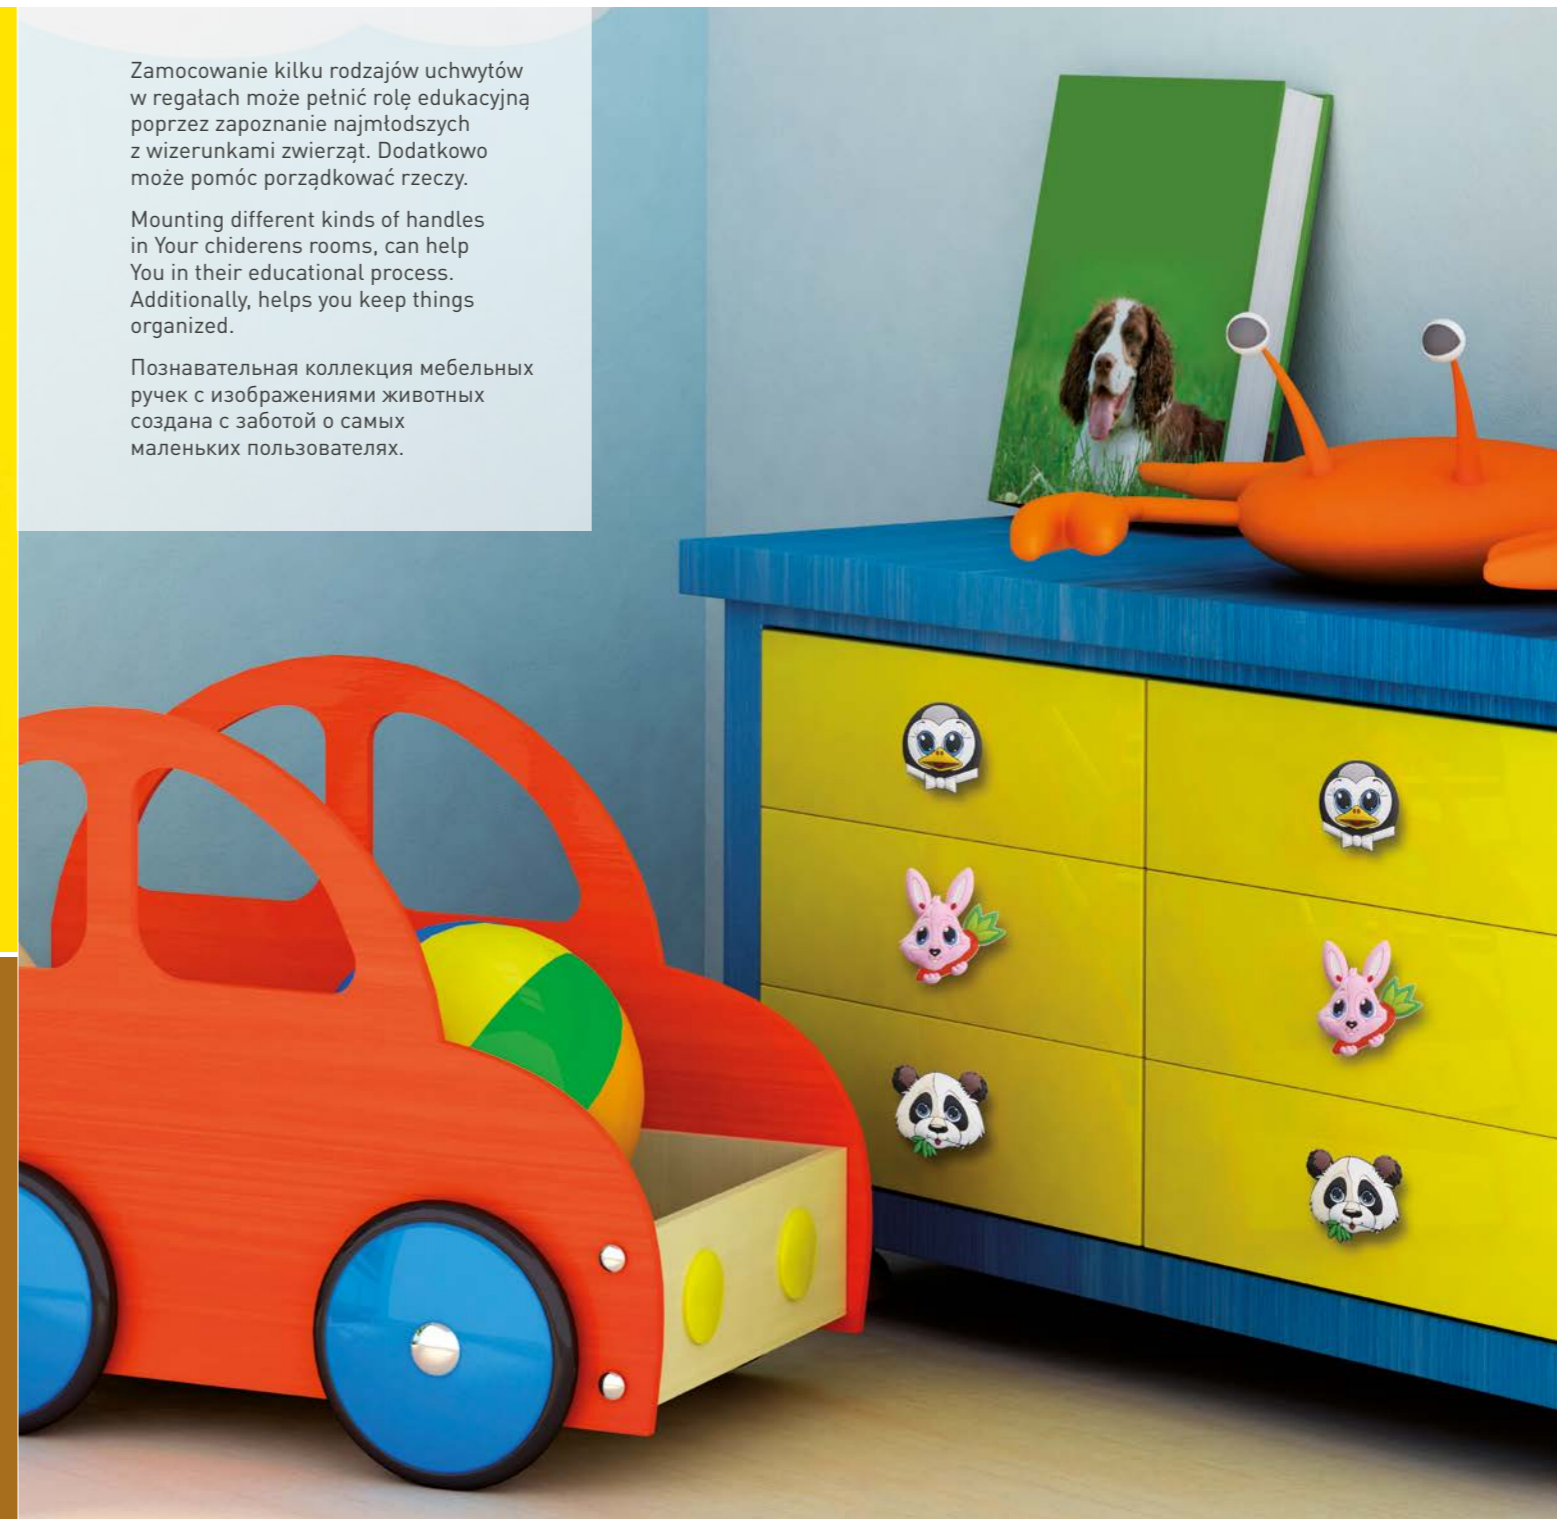 Zamocowanie kilku rodzajów uchwytów
w regałach może pełnić rolę edukacyjną
poprzez zapoznanie najmłodszych
z wizerunkami zwierząt. Dodatkowo
może pomóc porządkować rzeczy.
Mounting different kinds of handles
in Your chiderens rooms, can help
You in their educational process.
Additionally, helps you keep things
organized.
Познавательная коллекция мебельных
ручек с изображениями животных
создана с заботой о самых
маленьких пользователях.